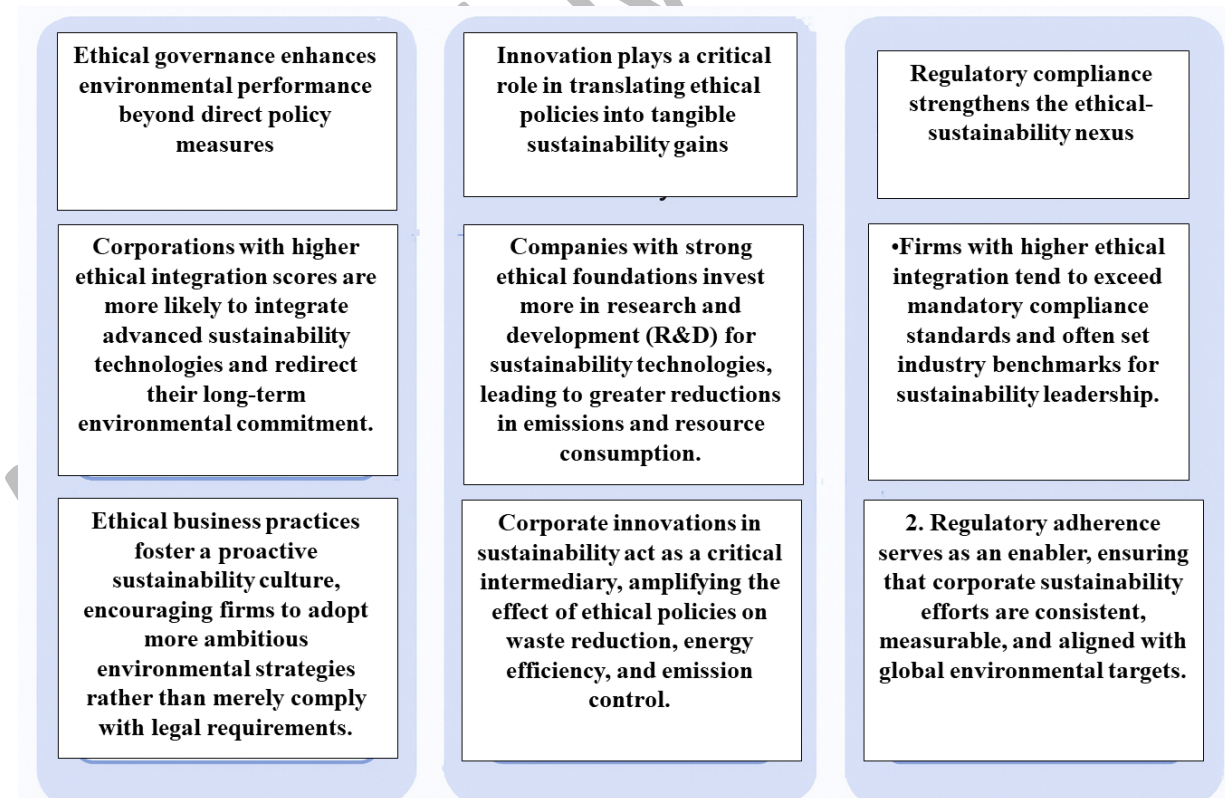 Ethical governance enhances
environmental performance
beyond direct policy
measures
Corporations with higher
ethical integration scores are
more likely to integrate
advanced sustainability
technologies and redirect
their long-term
environmental commitment.
Ethical business practices
foster a proactive
sustainability culture,
encouraging firms to adopt
more ambitious
environmental strategies
rather than merely comply
with legal requirements.
Innovation plays a critical
role in translating ethical
policies into tangible
sustainability gains
Companies with strong
ethical foundations invest
more in research and
development (R&D) for
sustainability technologies,
leading to greater reductions
in emissions and resource
consumption.
Corporate innovations in
sustainability act as a critical
intermediary, amplifying the
effect of ethical policies on
waste reduction, energy
efficiency, and emission
control.
Regulatory compliance
strengthens the ethical-
sustainability nexus
•Firms with higher ethical
integration tend to exceed
mandatory compliance
standards and often set
industry benchmarks for
sustainability leadership.
2. Regulatory adherence
serves as an enabler, ensuring
that corporate sustainability
efforts are consistent,
measurable, and aligned with
global environmental targets.